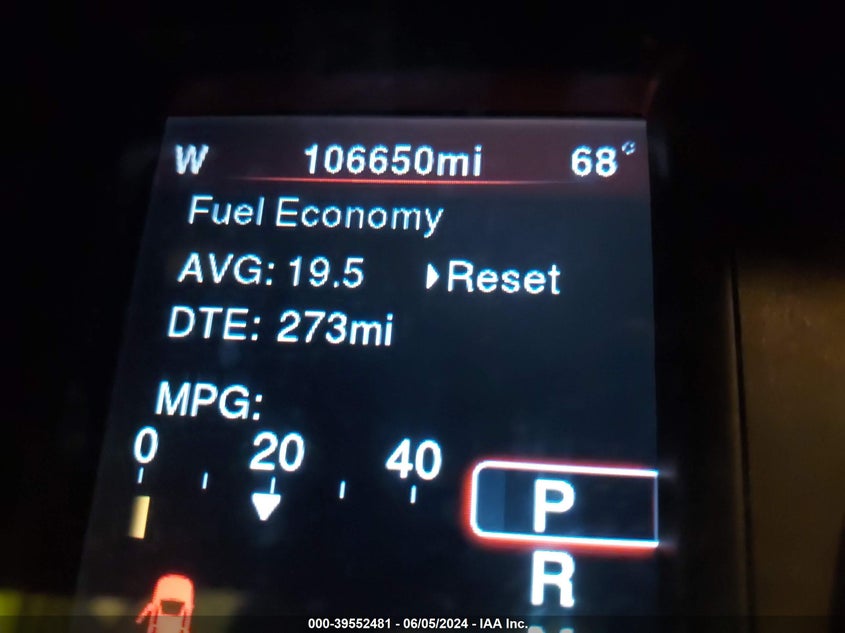 W 106650mi 68°
Fuel Economy
AVG: 19.5 Reset
DTE: 273mi
MPG:
0 20 40
P
R
000-39552481 - 06/05/2024 - IAA Inc.